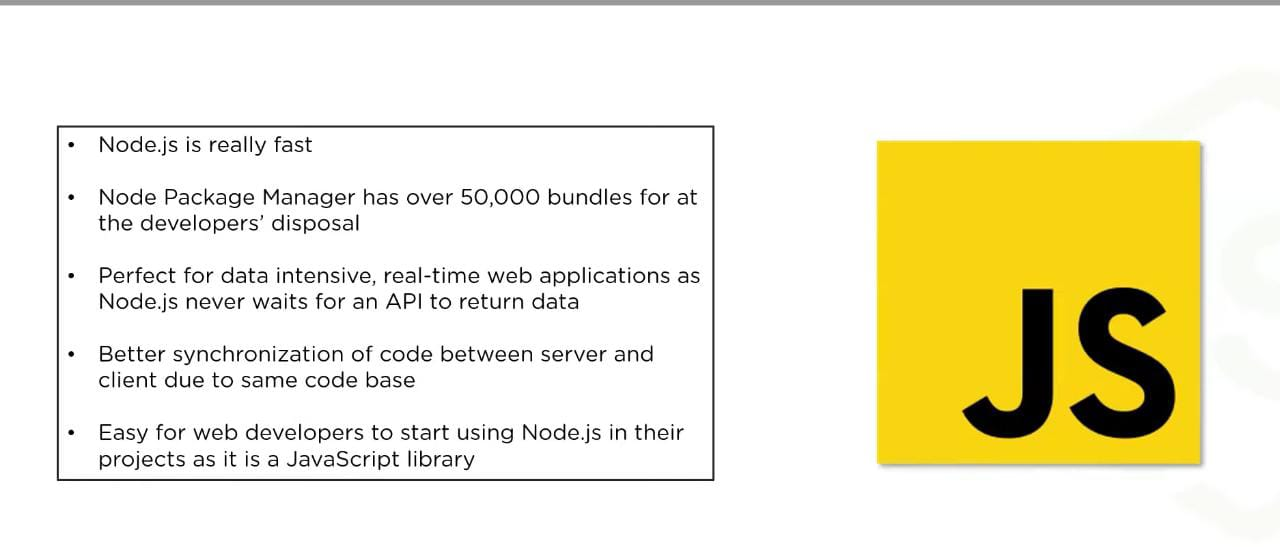 • Node.js is really fast
• Node Package Manager has over 50,000 bundles for at
the developers’ disposal
• Perfect for data intensive, real-time web applications as
Node.js never waits for an API to return data
• Better synchronization of code between server and
client due to same code base
• Easy for web developers to start using Node.js in their
projects as it is a JavaScript library
JS